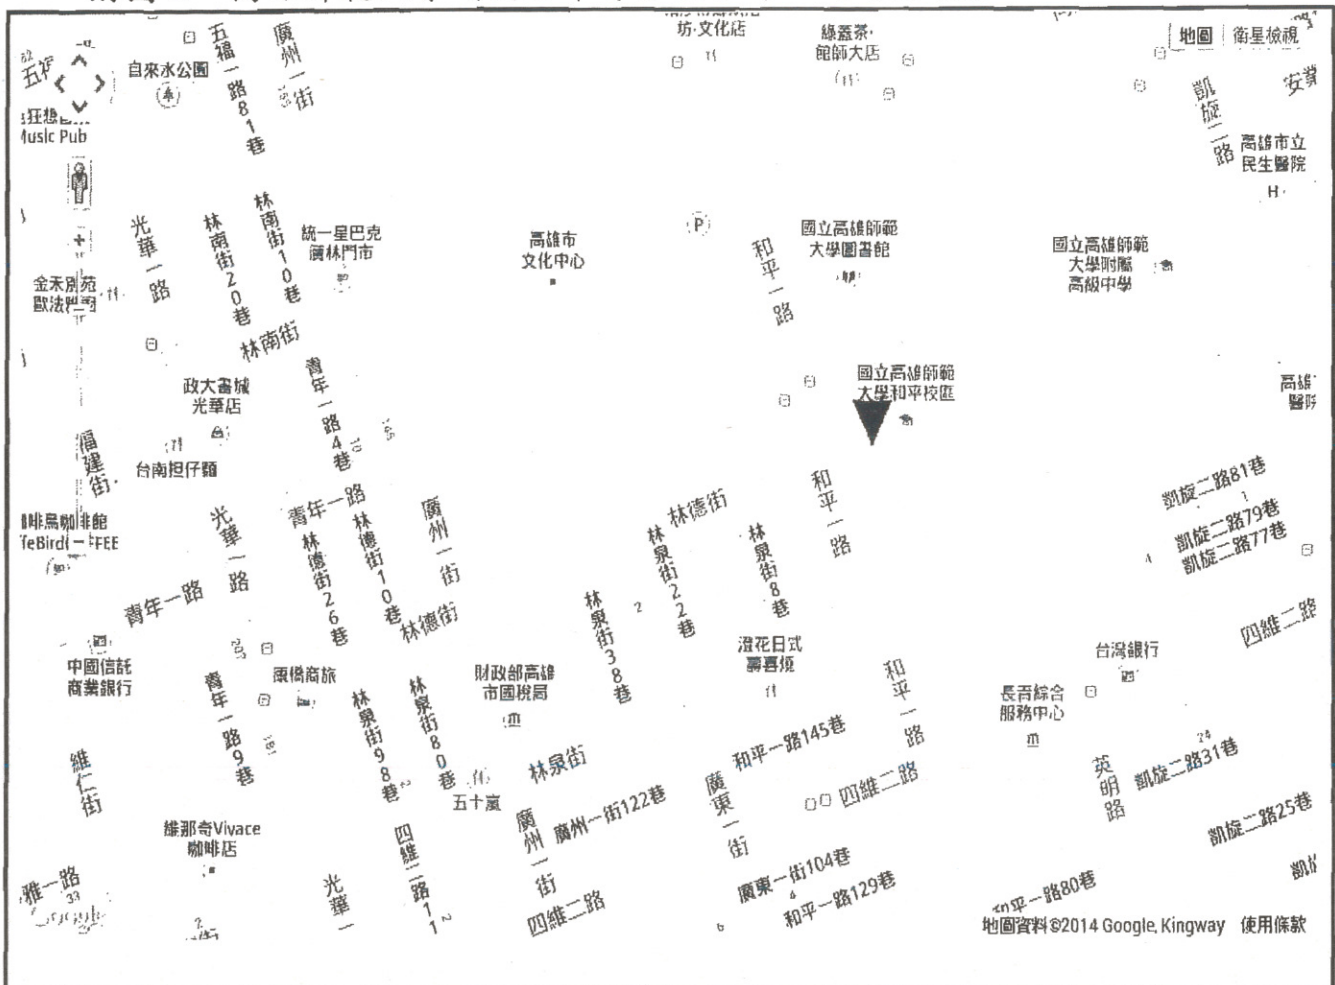 坊·文化店
綠蓋茶·
館師大店
地圖
衛星檢視
自來水公園
五福一路81巷
廣州一街
凱旋二路
Music Pub
高雄市立
民生醫院
H
光華一路
林南街20巷
林南街10巷
統一星巴克
廣林門市
高雄市
文化中心
P
和平一路
國立高雄師範
大學圖書館
國立高雄師範
大學附屬
高級中學
金禾別苑
林南街
青年一路4巷
政大書城
光華店
國立高雄師範
大學和平校區
高雄
福建街
台南担仔麵
光華一路
青年一路
林德街26巷
林德街10巷
廣州一街
林德街
林泉街22巷
林泉街8巷
和平一路
凱旋二路81巷
凱旋二路79巷
凱旋二路77巷
青年一路
林德街
林泉街38巷
2
四維二路
中國信託
商業銀行
康橋商旅
青年一路9巷
林泉街98巷
林泉街80巷
財政部高雄
市國稅局
澄花日式
壽喜燒
和平一路
台灣銀行
長百綜合
服務中心
維仁街
林泉街
五十嵐
和平一路145巷
廣東一街
四維二路
英明路
24
凱旋二路31巷
維那奇Vivace
咖啡店
四維二路11
廣州一街
廣州一街122巷
凱旋二路25巷
雅一路
33
光華一
四維二路
廣東一街104巷
4
和平一路129巷
和平一路80巷
地圖資料©2014 Google, Kingway
使用條款